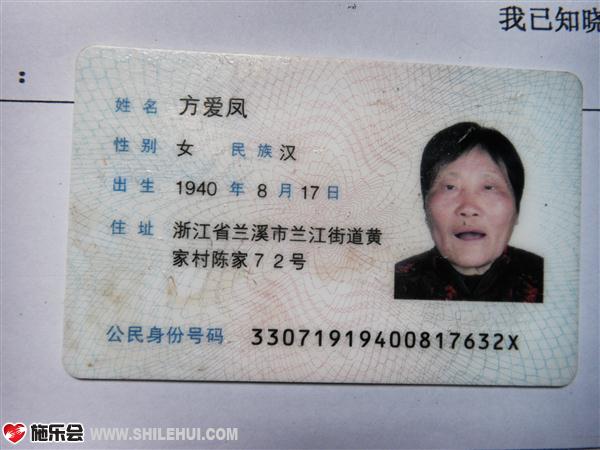 我已知晓
:
姓名 方爱凤
性别 女 民族 汉
出生 1940 年 8 月 17 日
住址 浙江省兰溪市兰江街道黄
家村陈家72号
公民身份号码 33071919400817632X
施乐会 WWW.SHILEHUI.COM